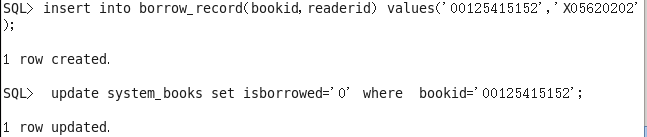 SQL> insert into borrow_record(bookid,readerid) values('00125415152','X05620202'
);
1 row created.
SQL>  update system_books set isborrowed='0' where  bookid='00125415152';
1 row updated.